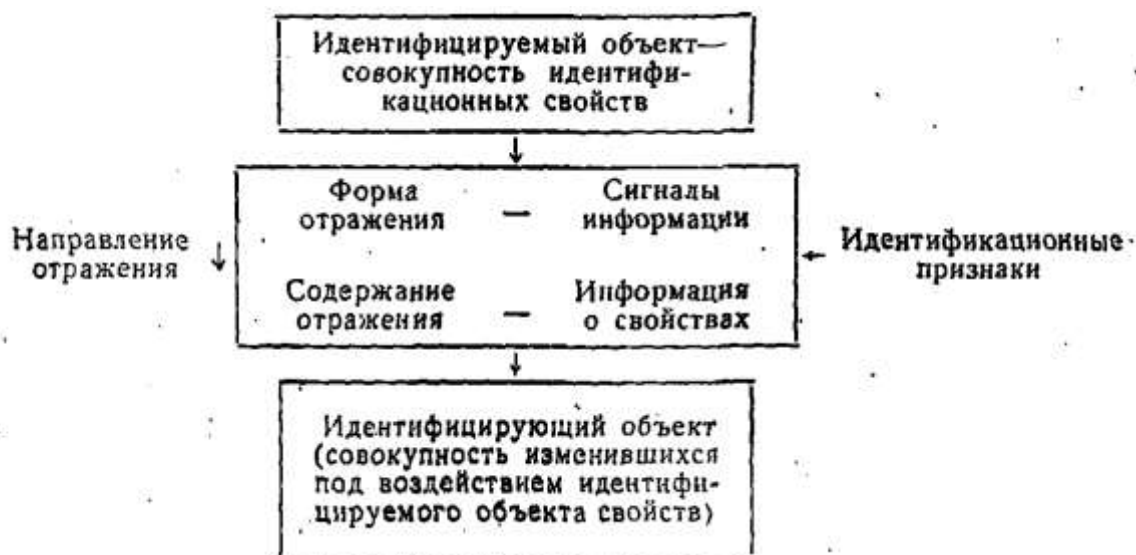 Идентифицируемый объект—
совокупность идентифи-
кационных свойств
Форма
отражения — Сигналы
информации
Направление
отражения
Идентификационные
признаки
Содержание
отражения — Информация
о свойствах
Идентифицирующий объект
(совокупность изменившихся
под воздействием идентифи-
цируемого объекта свойств)